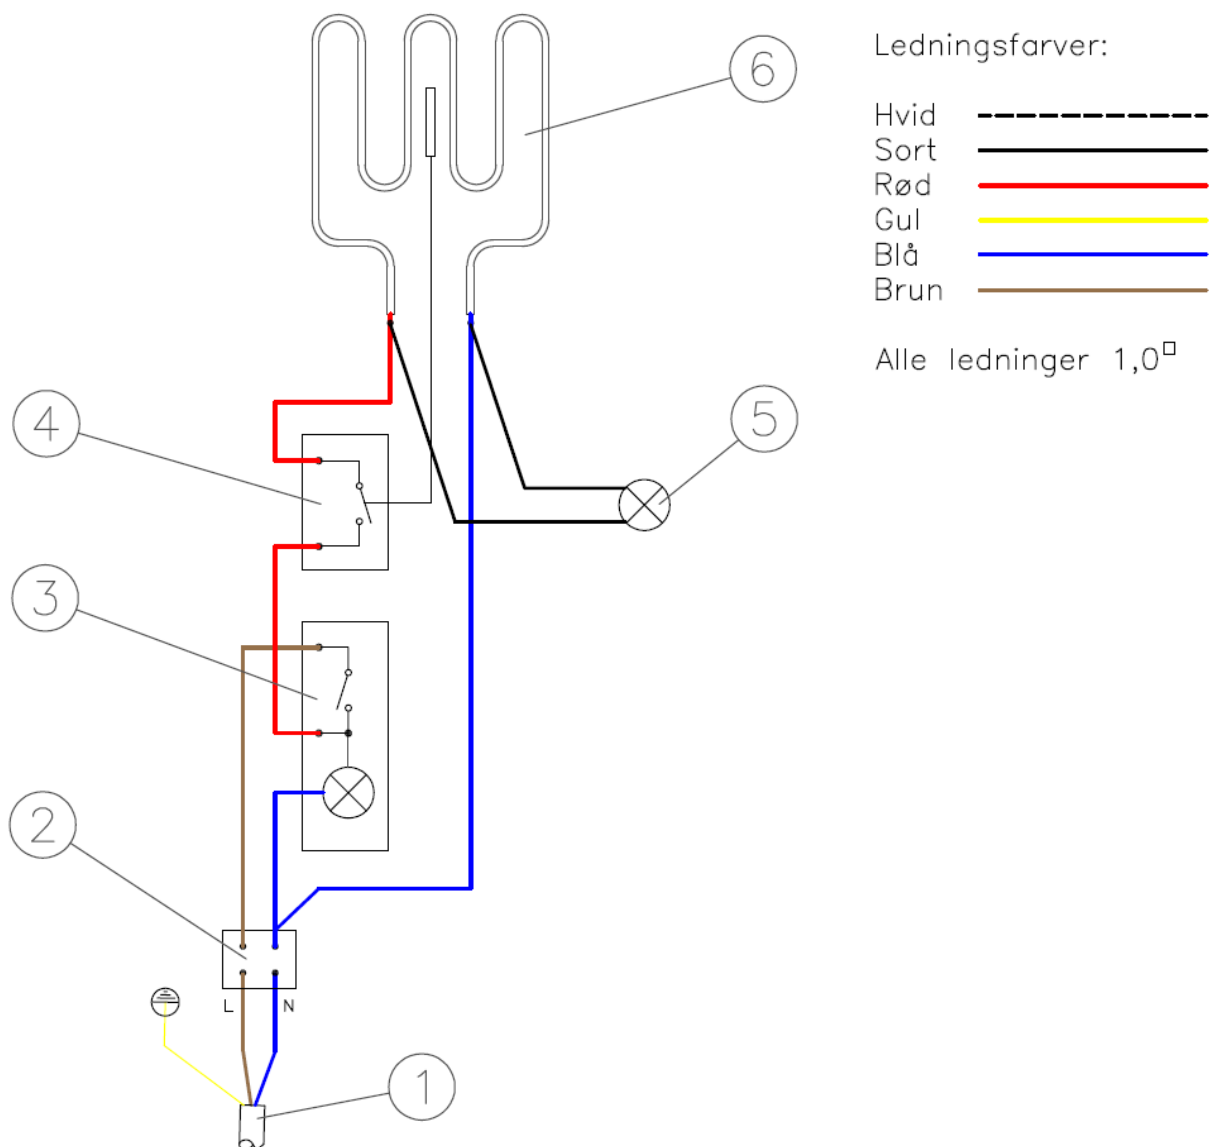 6
Ledningsfarver:
Hvid
Sort
Rød
Gul
Blå
Brun
Alle ledninger 1,0□
4
5
3
2
L N
1